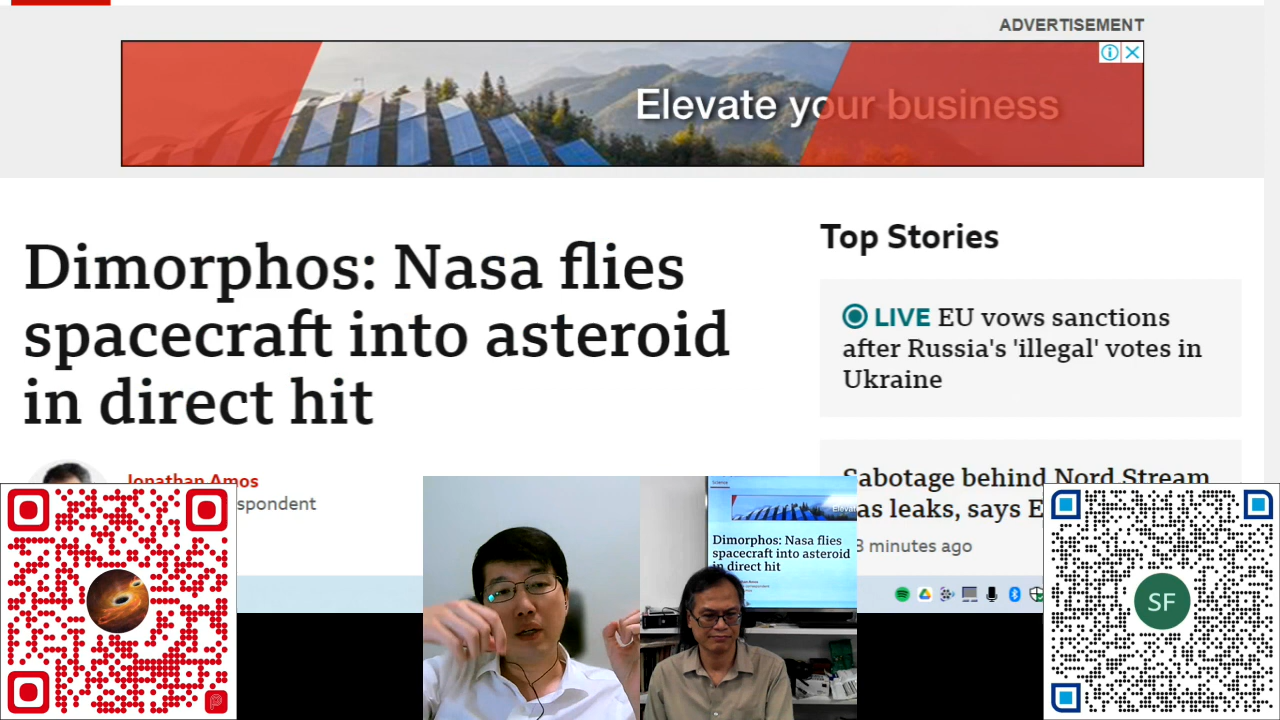 ADVERTISEMENT
Elevate your business
Dimorphos: Nasa flies
spacecraft into asteroid
in direct hit
Jonathan Amos
spondent
Top Stories
LIVE EU vows sanctions
after Russia's 'illegal' votes in
Ukraine
Sabotage behind Nord Stream
as leaks, says E
3 minutes ago
Science
Elevat
Dimorphos: Nasa flies
spacecraft into asteroid
in direct hit
SF